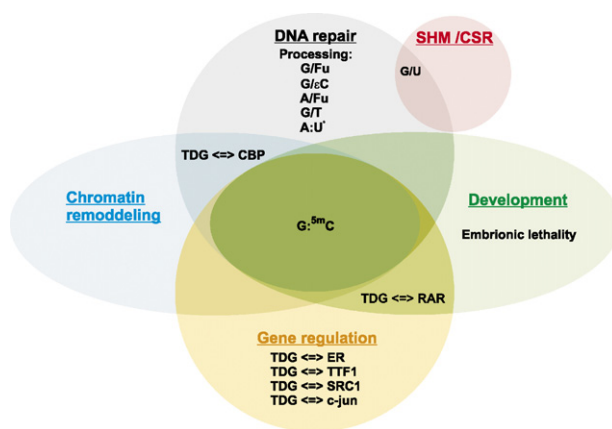 DNA repair
Processing:
G/Fu
G/εC
A/Fu
G/T
A:U*
SHM /CSR
G/U
TDG <=> CBP
Chromatin
remoddeling
Development
Embrionic lethality
G:5mC
TDG <=> RAR
Gene regulation
TDG <=> ER
TDG <=> TTF1
TDG <=> SRC1
TDG <=> c-jun